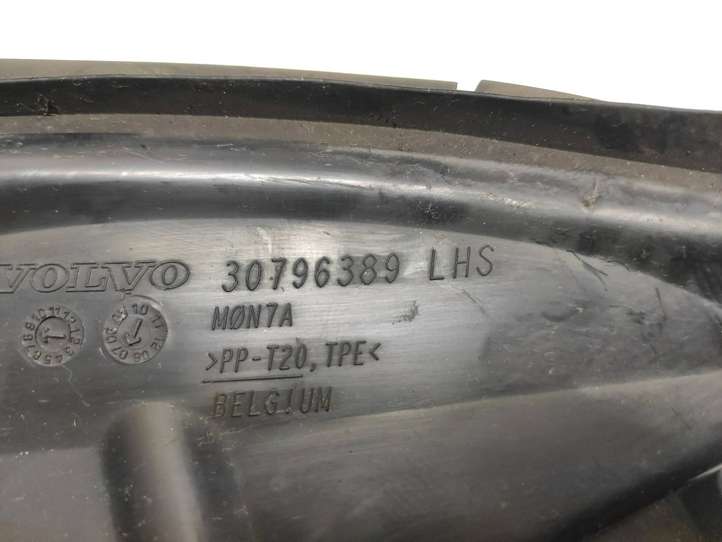 VOLVO 30796389 LHS
MØN7A
>PP-T20, TPE<
BELGIUM